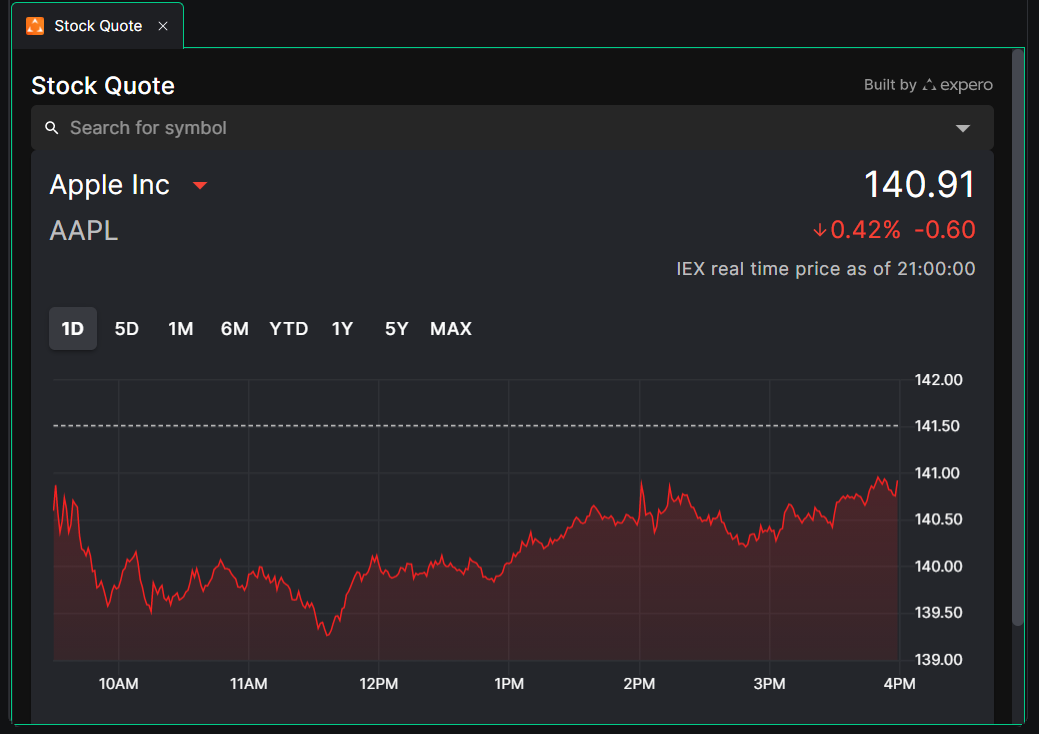 Stock Quote ×
Stock Quote
Built by expero
Search for symbol
Apple Inc
140.91
AAPL
↓0.42% -0.60
IEX real time price as of 21:00:00
1D 5D 1M 6M YTD 1Y 5Y MAX
142.00
141.50
141.00
140.50
140.00
139.50
139.00
10AM 11AM 12PM 1PM 2PM 3PM 4PM